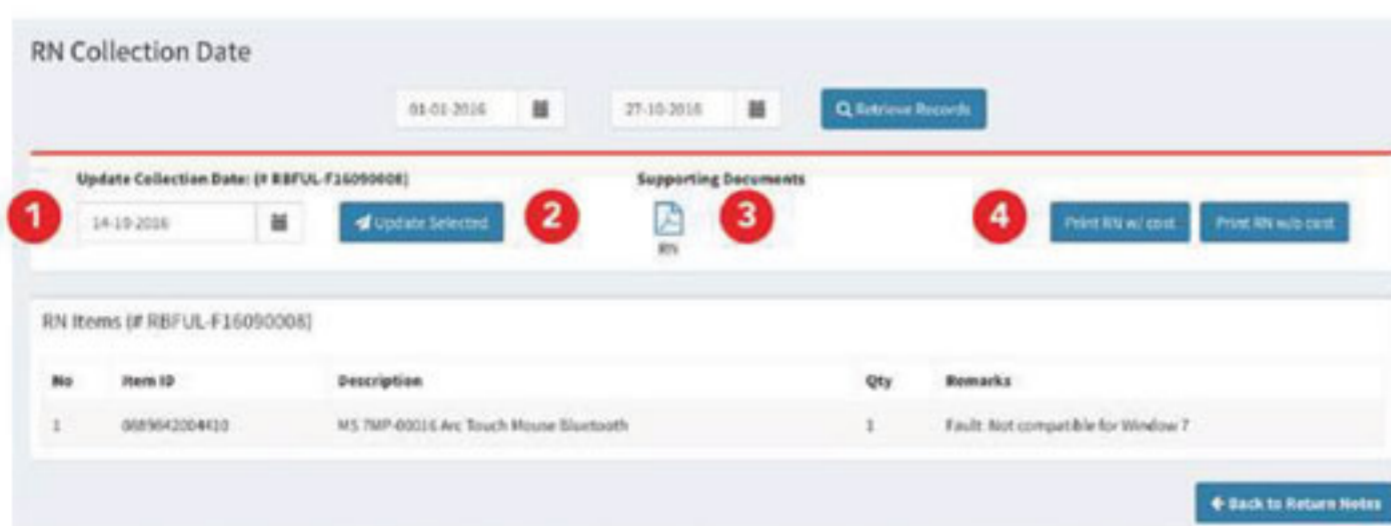 RN Collection Date
01-01-2016 27-10-2016 Retrieve Records
Update Collection Date: (# RBFUL-F16090008) Supporting Documents
1 14-10-2016 Update Selected 2 3 4 Print RN w/ cost Print RN w/o cost
RN
RN Items (# RBFUL-F16090008)
No Item ID Description Qty Remarks
1 MS 7MP-00016 Arc Touch Mouse Bluetooth 1 Fault: Not compatible for Window 7
Back to Return Notes